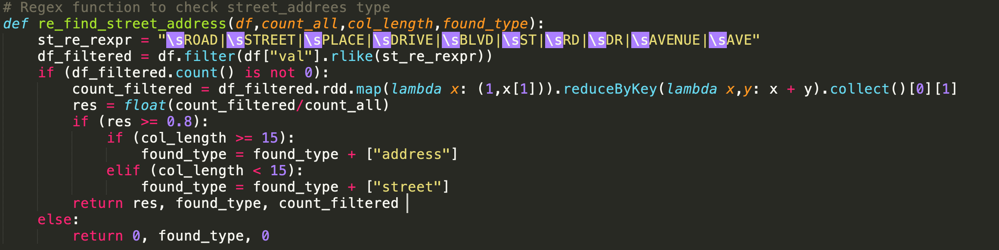 # Regex function to check street_addrees type
def re_find_street_address(df,count_all,col_length,found_type):
    st_re_rexpr = "\sROAD|\sSTREET|\sPLACE|\sDRIVE|\sBLVD|\sST|\sRD|\sDR|\sAVENUE|\sAVE"
    df_filtered = df.filter(df["val"].rlike(st_re_rexpr))
    if (df_filtered.count() is not 0):
        count_filtered = df_filtered.rdd.map(lambda x: (1,x[1])).reduceByKey(lambda x,y: x + y).collect()[0][1]
        res = float(count_filtered/count_all)
        if (res >= 0.8):
            if (col_length >= 15):
                found_type = found_type + ["address"]
            elif (col_length < 15):
                found_type = found_type + ["street"]
        return res, found_type, count_filtered
    else:
        return 0, found_type, 0